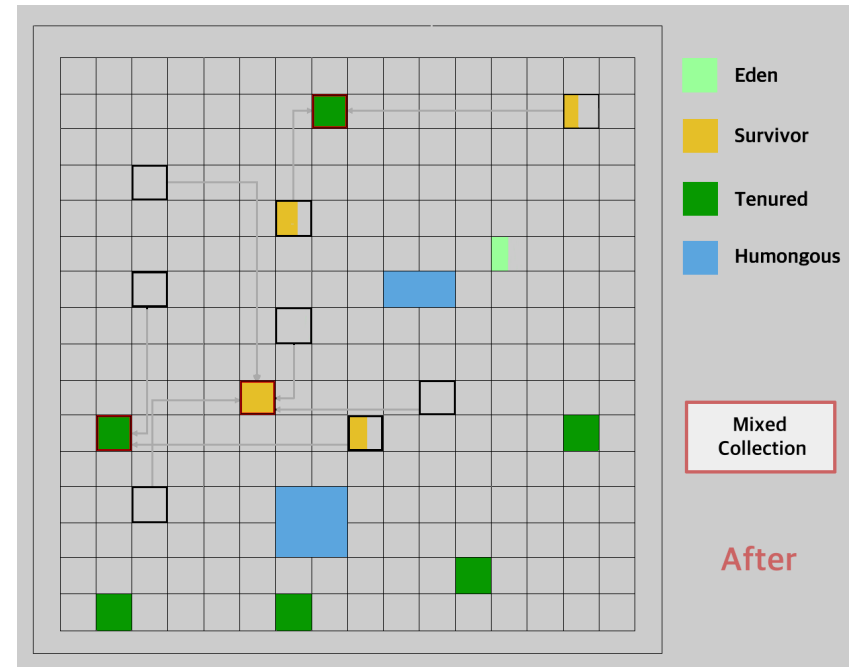 Eden
Survivor
Tenured
Humongous
Mixed
Collection
After